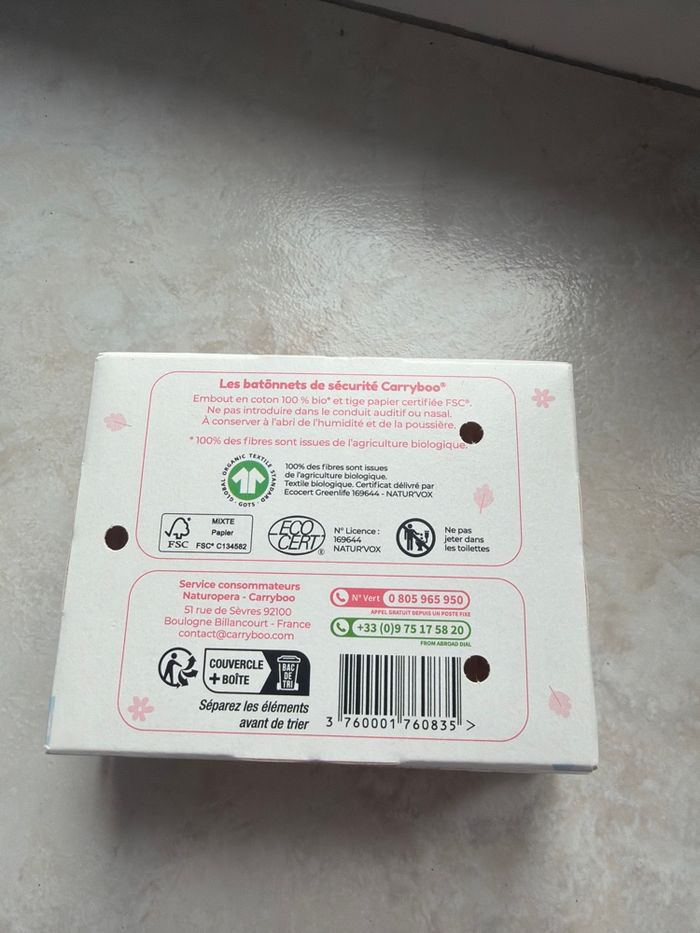 Les batônnets de sécurité Carryboo®
Embout en coton 100 % bio* et tige papier certifiée FSC®.
Ne pas introduire dans le conduit auditif ou nasal.
À conserver à l'abri de l'humidité et de la poussière.
* 100% des fibres sont issues de l'agriculture biologique.
GLOBAL ORGANIC TEXTILE STANDARD · GOTS ·
100% des fibres sont issues
de l'agriculture biologique.
Textile biologique. Certificat délivré par
Ecocert Greenlife 169644 - NATUR'VOX
FSC
MIXTE
Papier
FSC® C134582
ECO
CERT®
N° Licence :
169644
NATUR'VOX
Ne pas
jeter dans
les toilettes
Service consommateurs
Naturopera - Carryboo
51 rue de Sèvres 92100
Boulogne Billancourt - France
contact@carryboo.com
N° Vert 0 805 965 950
APPEL GRATUIT DEPUIS UN POSTE FIXE
+33 (0)9 75 17 58 20
FROM ABROAD DIAL
COUVERCLE
+ BOÎTE
BAC
DE
TRI
Séparez les éléments
avant de trier
3 760001 760835 >